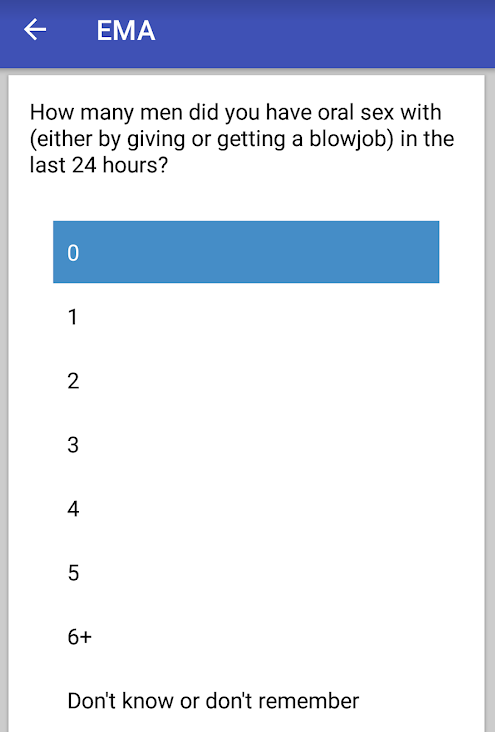 EMA
How many men did you have oral sex with
(either by giving or getting a blowjob) in the
last 24 hours?
0
1
2
3
4
5
6+
Don't know or don't remember